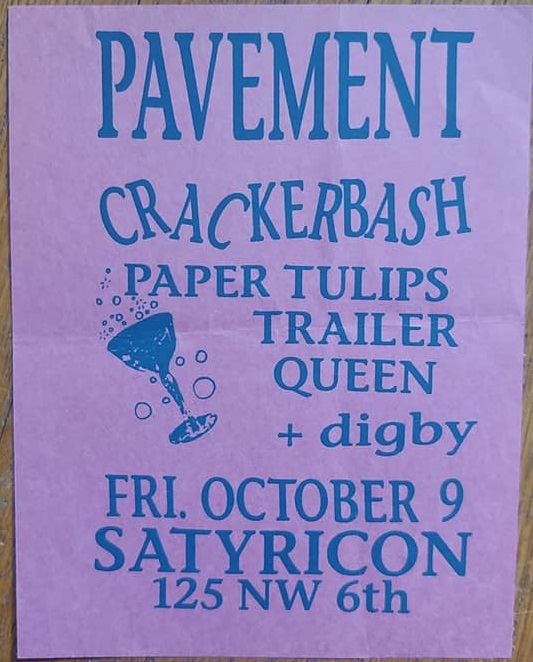 PAVEMENT
CRACKERBASH
PAPER TULIPS
TRAILER
QUEEN
+ digby
FRI. OCTOBER 9
SATYRICON
125 NW 6th